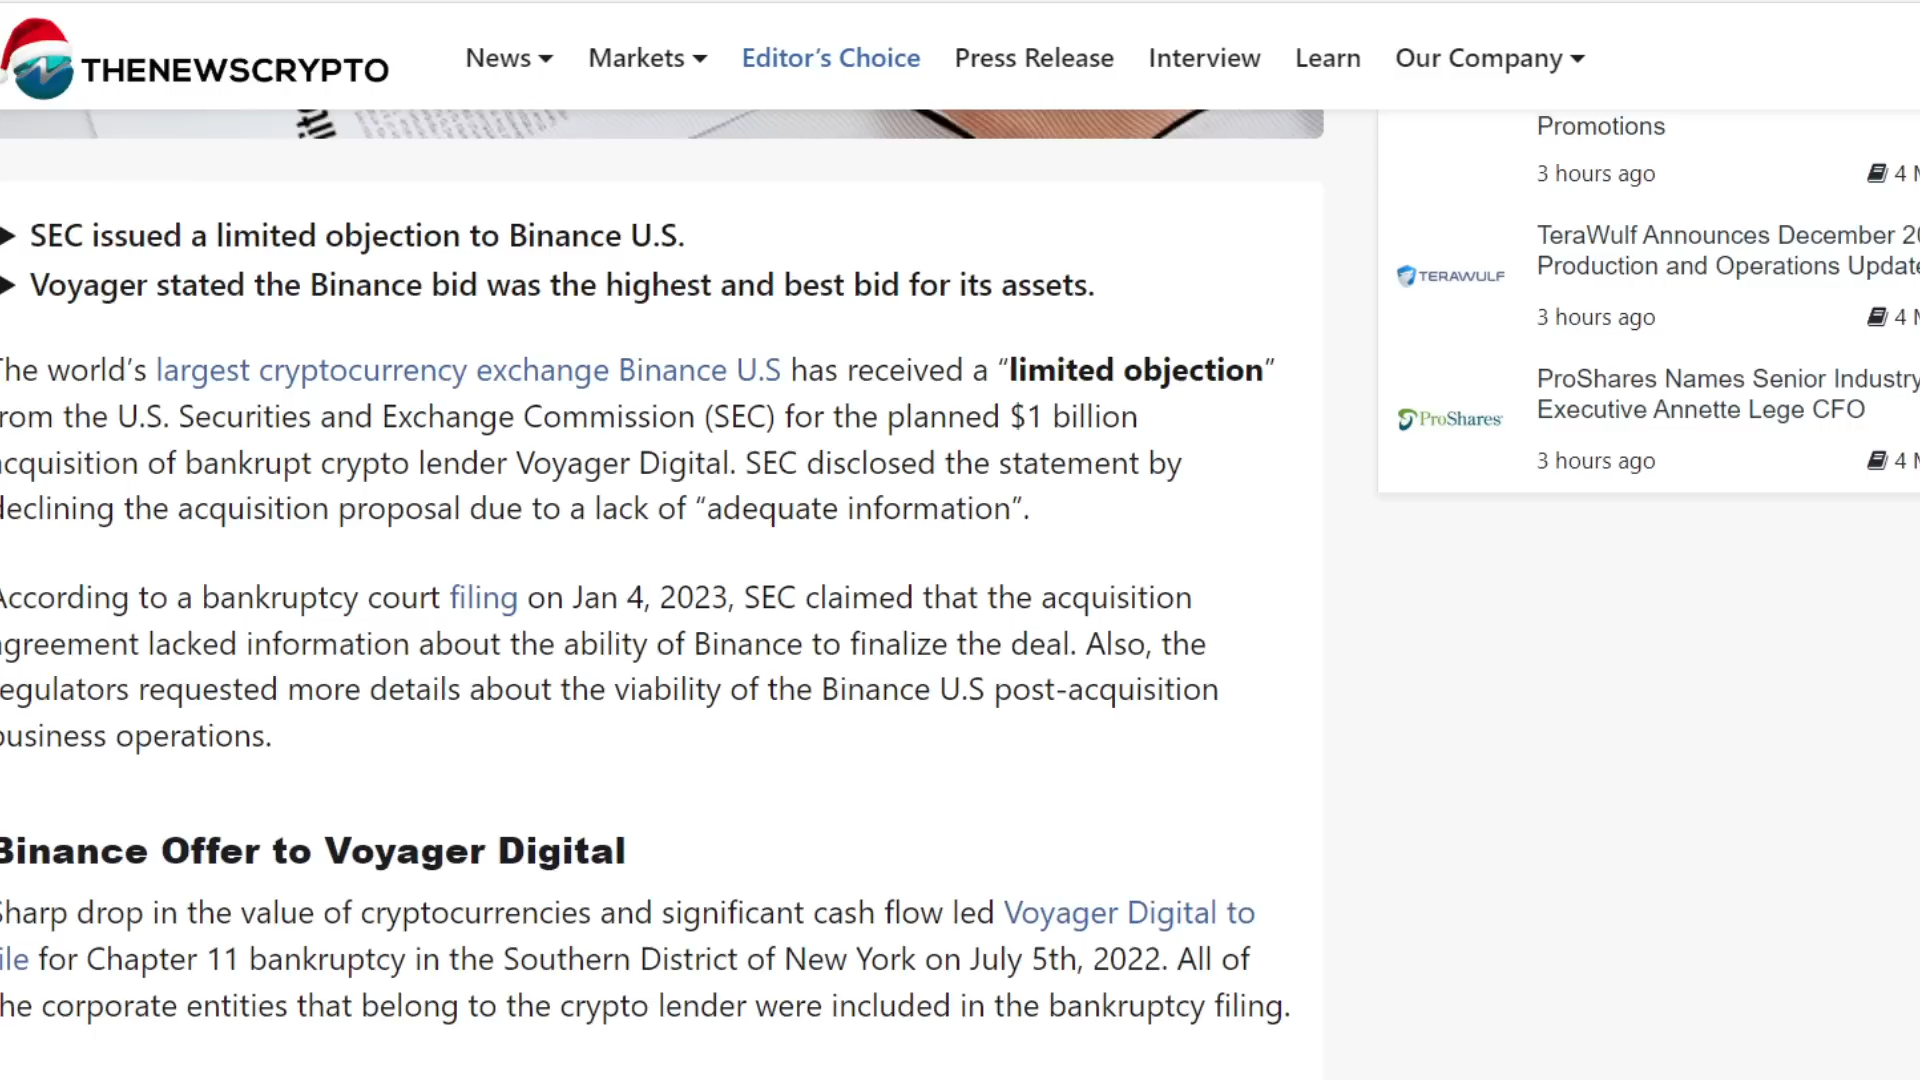 THENEWSCRYPTO
News Markets Editor's Choice Press Release Interview Learn Our Company
SEC issued a limited objection to Binance U.S.
Voyager stated the Binance bid was the highest and best bid for its assets.
The world's largest cryptocurrency exchange Binance U.S has received a “limited objection”
from the U.S. Securities and Exchange Commission (SEC) for the planned $1 billion
acquisition of bankrupt crypto lender Voyager Digital. SEC disclosed the statement by
declining the acquisition proposal due to a lack of “adequate information”.
According to a bankruptcy court filing on Jan 4, 2023, SEC claimed that the acquisition
agreement lacked information about the ability of Binance to finalize the deal. Also, the
regulators requested more details about the viability of the Binance U.S post-acquisition
business operations.
Binance Offer to Voyager Digital
Sharp drop in the value of cryptocurrencies and significant cash flow led Voyager Digital to
file for Chapter 11 bankruptcy in the Southern District of New York on July 5th, 2022. All of
the corporate entities that belong to the crypto lender were included in the bankruptcy filing.
Promotions
3 hours ago 4
TERAWULF
TeraWulf Announces December
Production and Operations Update
3 hours ago 4
ProShares
ProShares Names Senior Industry
Executive Annette Lege CFO
3 hours ago 4